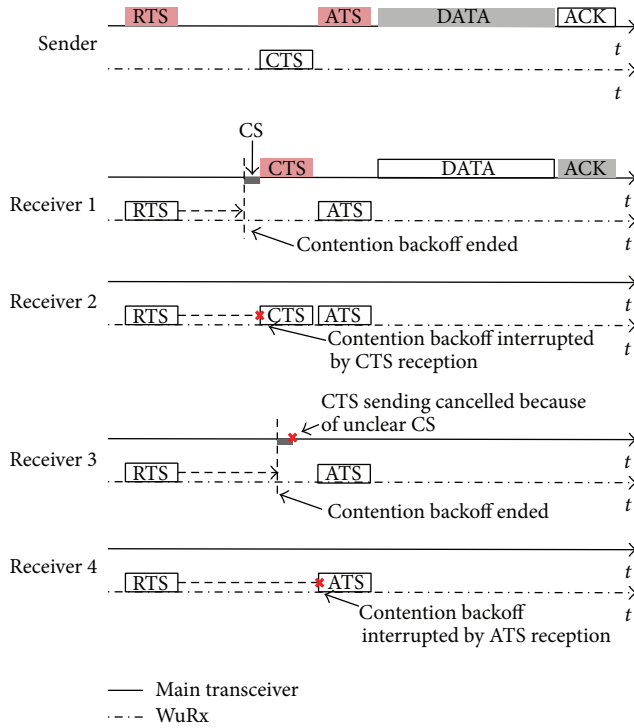 RTS ATS DATA ACK
Sender
t
CTS
t
CS
CTS DATA ACK
t
Receiver 1
RTS ATS
t
Contention backoff ended
t
Receiver 2
RTS CTS ATS
t
Contention backoff interrupted
by CTS reception
CTS sending cancelled because
of unclear CS
t
Receiver 3
RTS ATS
t
Contention backoff ended
t
Receiver 4
RTS ATS
t
Contention backoff
interrupted by ATS reception
Main transceiver
WuRx